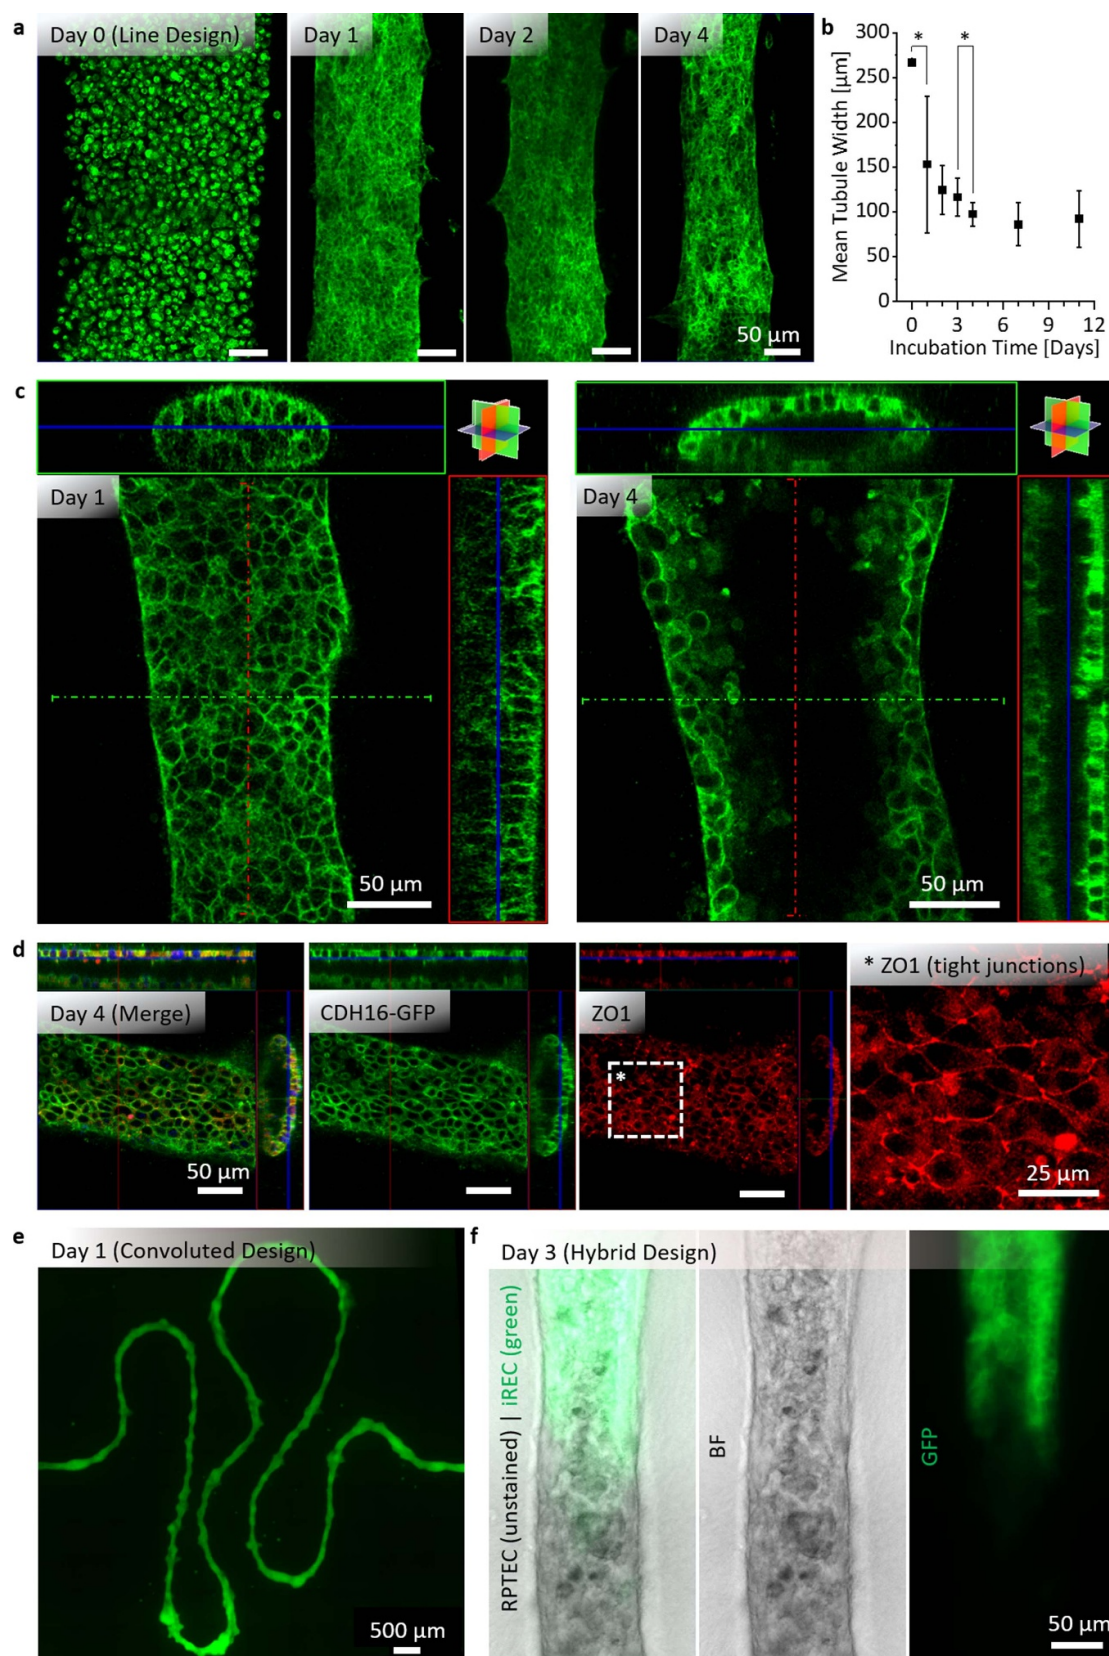 a
Day 0 (Line Design)
Day 1
Day 2
Day 4
50 µm
b
*
*
Mean Tubule Width [µm]
300
250
200
150
100
50
0
0 3 6 9 12
Incubation Time [Days]
c
Day 1
50 µm
Day 4
50 µm
d
Day 4 (Merge)
50 µm
CDH16-GFP
ZO1
*
* ZO1 (tight junctions)
25 µm
e
Day 1 (Convoluted Design)
500 µm
f
Day 3 (Hybrid Design)
RPTEC (unstained) | iREC (green)
BF
GFP
50 µm